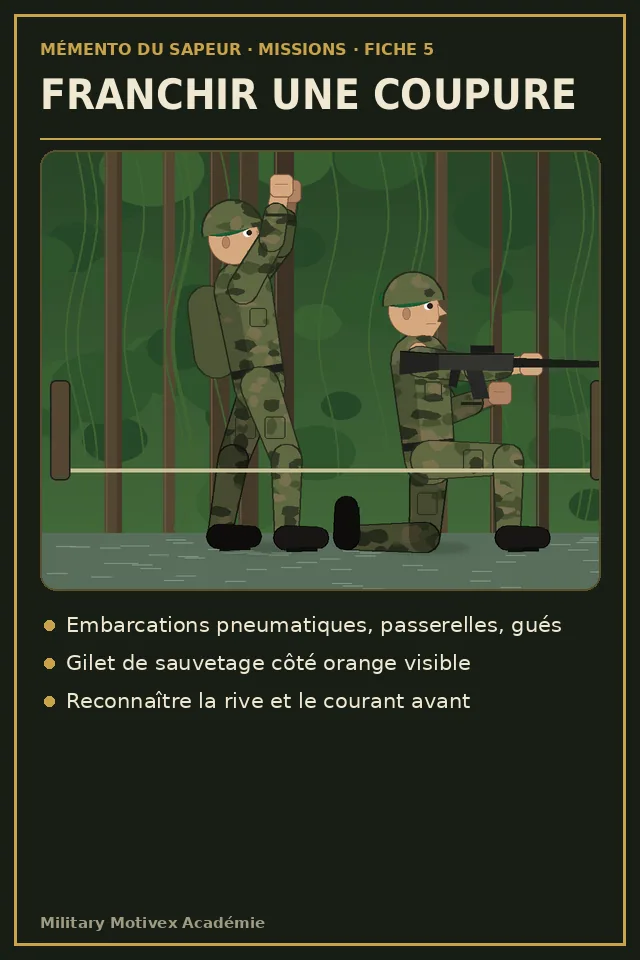 MÉMENTO DU SAPEUR · MISSIONS · FICHE 5
FRANCHIR UNE COUPURE
Embarcations pneumatiques, passerelles, gués
Gilet de sauvetage côté orange visible
Reconnaître la rive et le courant avant
Military Motivex Académie